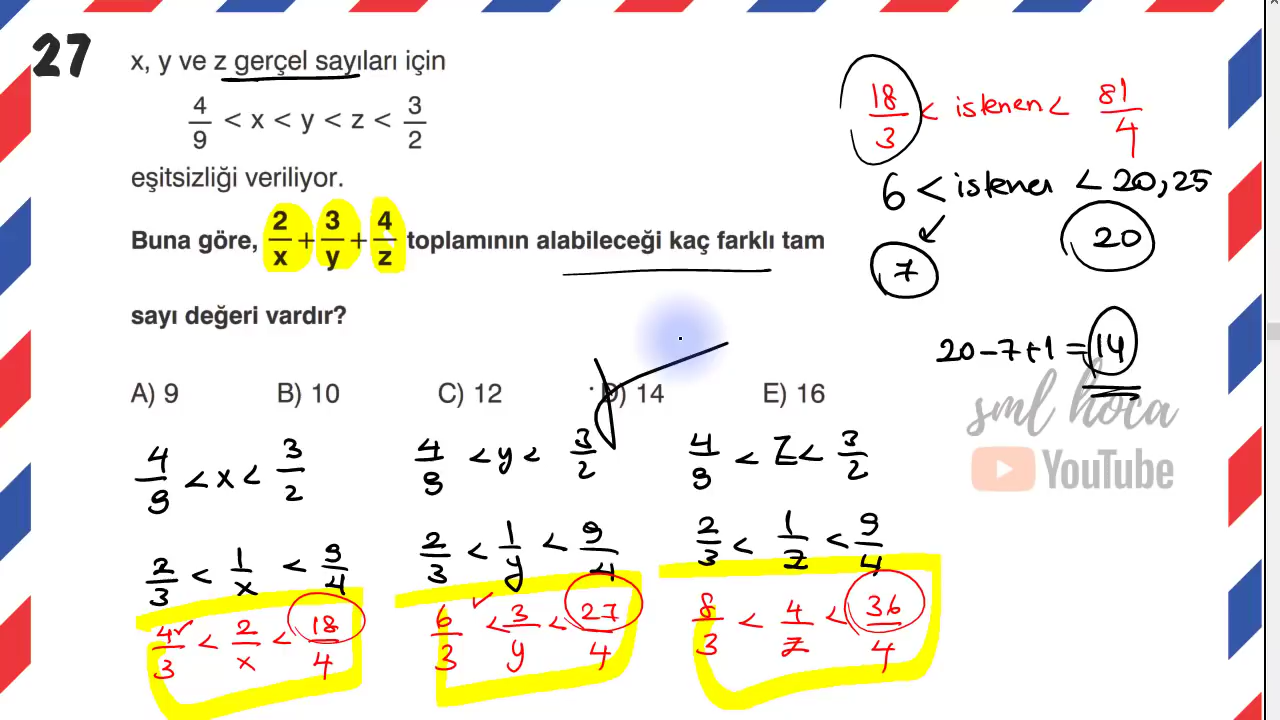 27
x, y ve z gerçel sayıları için
4/9 < x < y < z < 3/2
eşitsizliği veriliyor.
Buna göre, 2/x + 3/y + 4/z toplamının alabileceği kaç farklı tam
sayı değeri vardır?
A) 9 B) 10 C) 12 D) 14 E) 16
4/9 < x < 3/2
2/3 < 1/x < 9/4
4/3 < 2/x < 18/4
4/9 < y < 3/2
2/3 < 1/y < 9/4
6/3 < 3/y < 27/4
4/9 < z < 3/2
2/3 < 1/z < 9/4
8/3 < 4/z < 36/4
18/3 < istenen < 81/4
6 < istenen < 20,25
7 20
20-7+1=14
sml hoca
YouTube